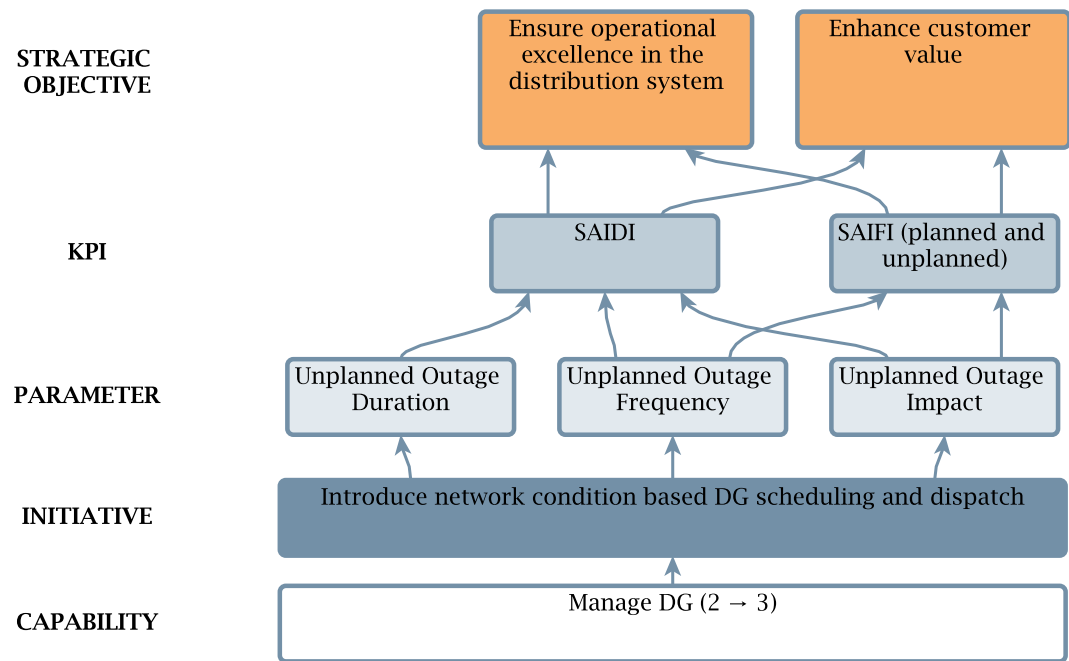 STRATEGIC
OBJECTIVE
Ensure operational
excellence in the
distribution system
Enhance customer
value
KPI
SAIDI
SAIFI (planned and
unplanned)
PARAMETER
Unplanned Outage
Duration
Unplanned Outage
Frequency
Unplanned Outage
Impact
INITIATIVE
Introduce network condition based DG scheduling and dispatch
CAPABILITY
Manage DG (2 → 3)